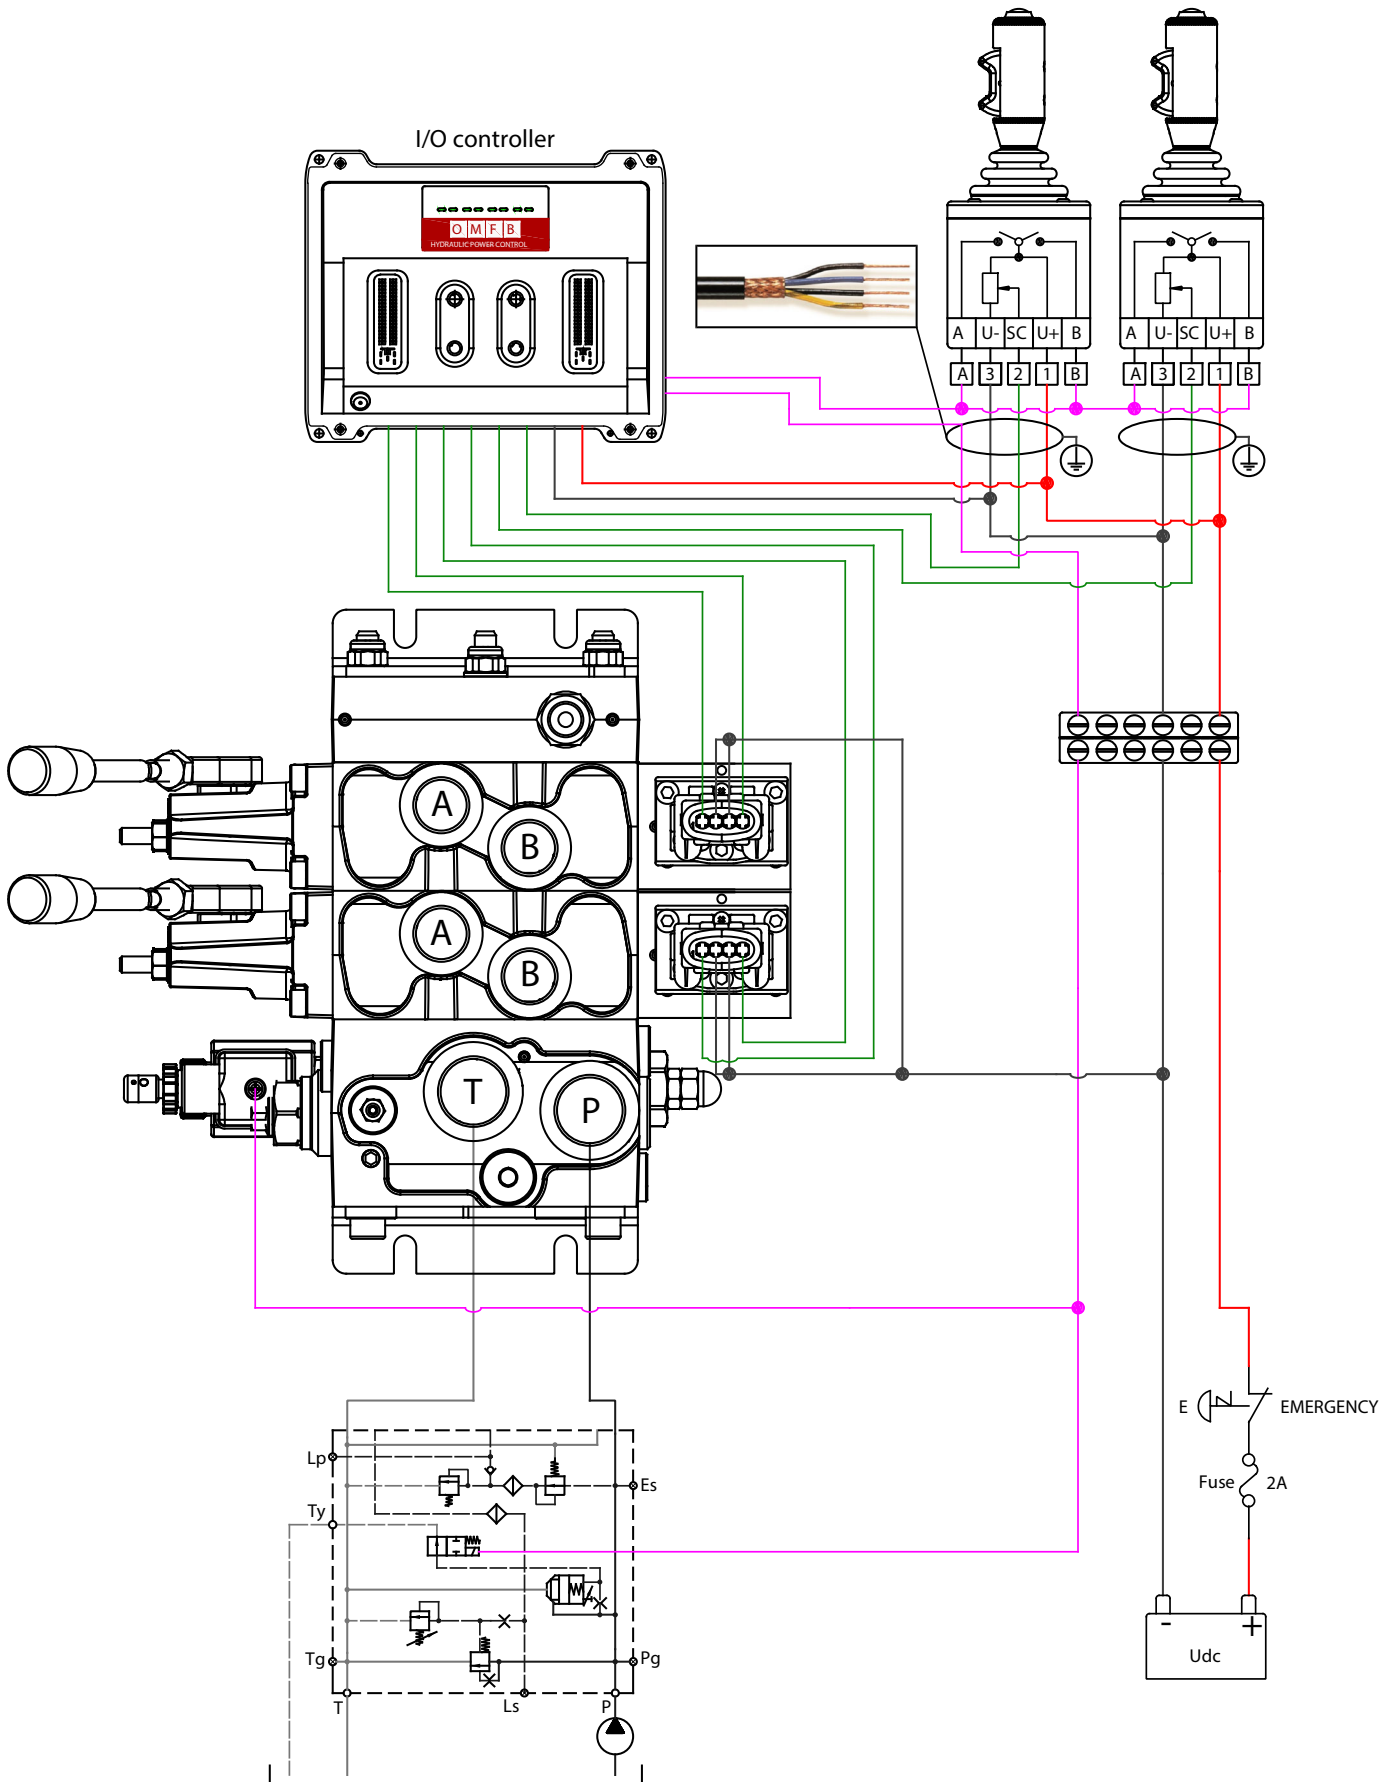 I/O controller
O M F B
HYDRAULIC POWER CONTROL
A U- SC U+ B
A 3 2 1 B
A U- SC U+ B
A 3 2 1 B
A
B
A
B
T
P
E EMERGENCY
Fuse 2A
Lp
Es
Ty
Tg
Pg
T
Ls
P
- +
Udc